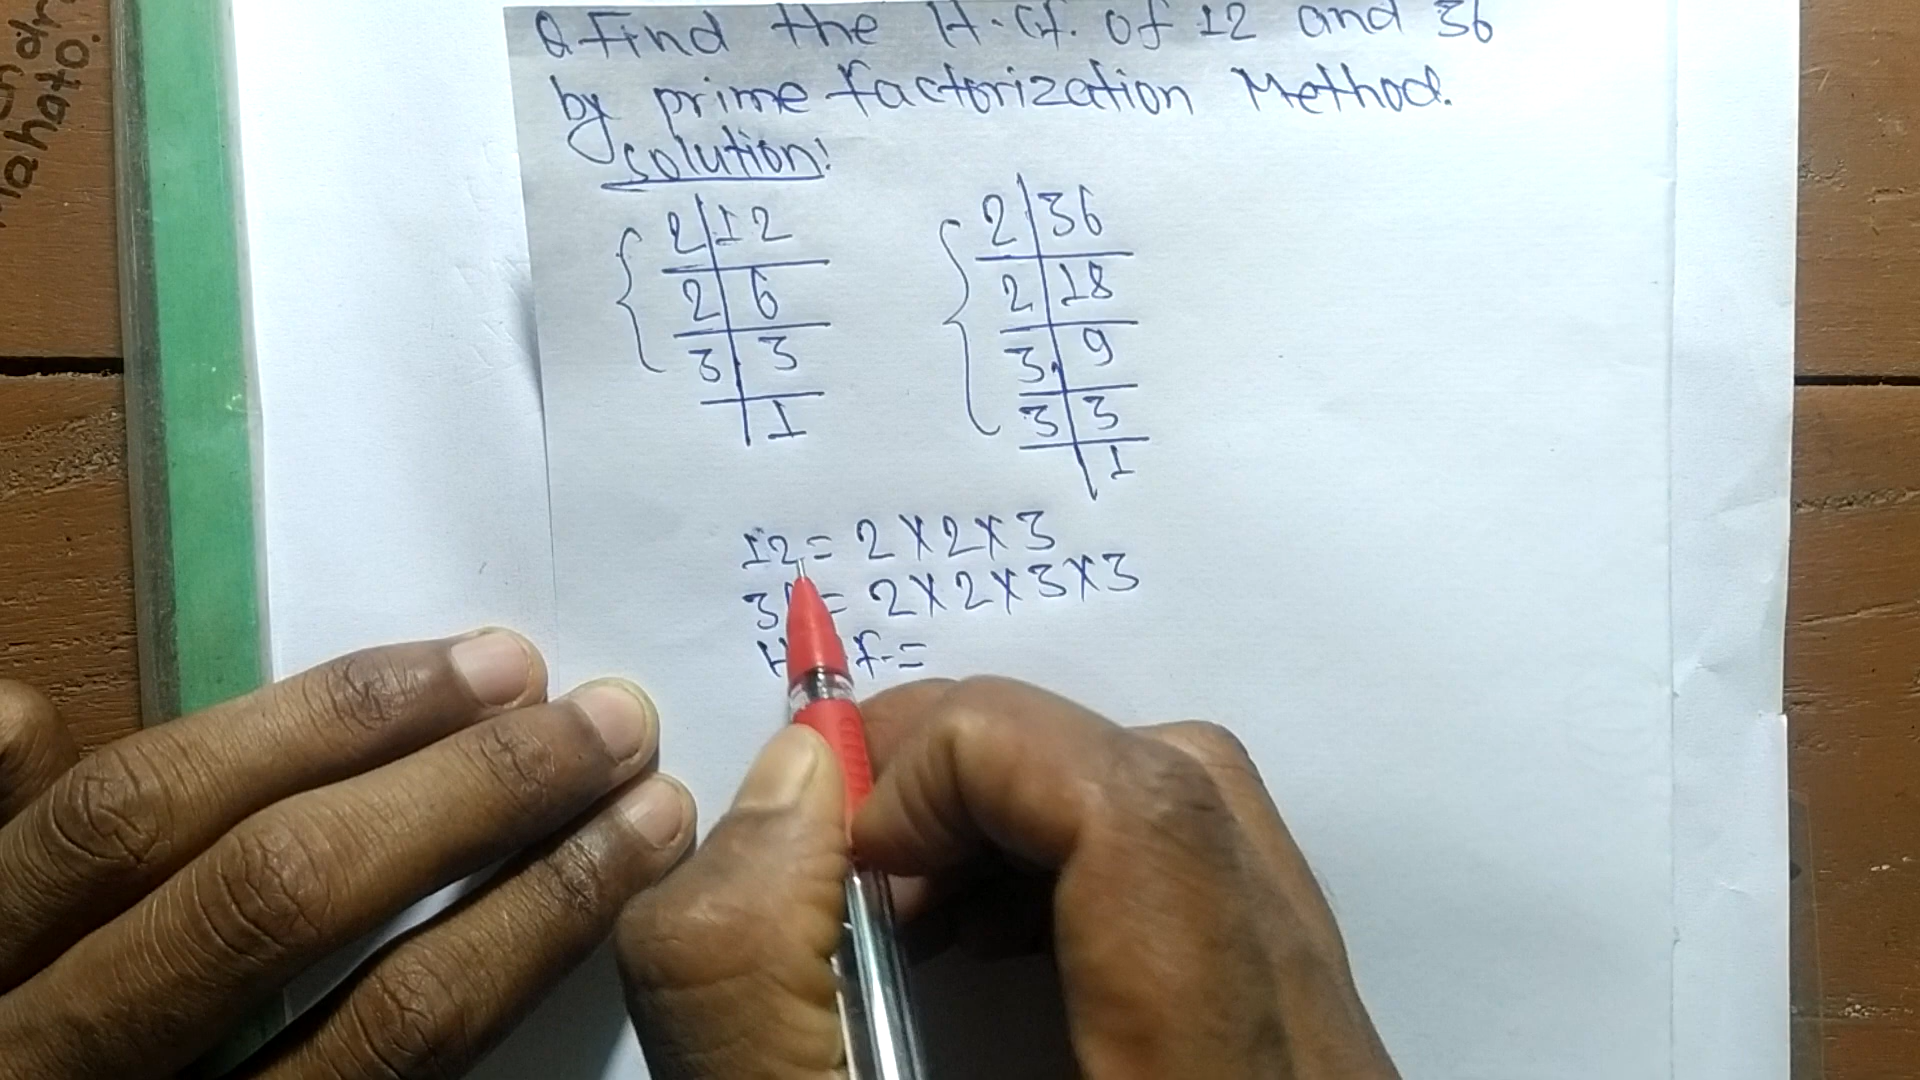 Q. Find the H.C.F. of 12 and 36
by prime factorization Method.
Solution:
2 12
2 6
3 3
1
2 36
2 18
3 9
3 3
1
12 = 2 × 2 × 3
= 2 × 2 × 3 × 3
F. =
mahato.